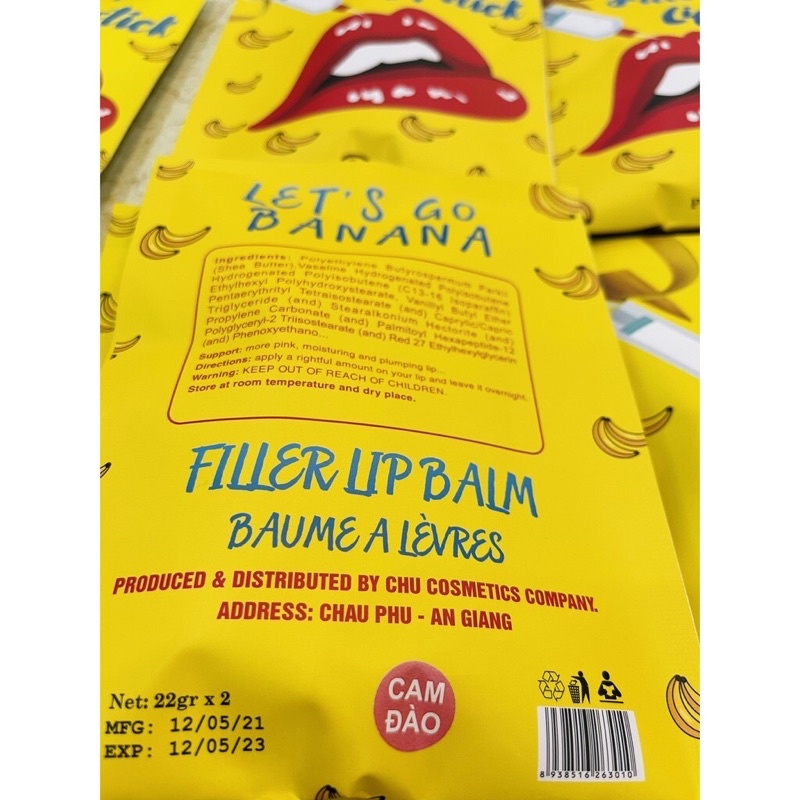 LET'S GO
BANANA
Ingredients: Polyethylene Butyrospermum Parkii
(Shea Butter), Vaseline Hydrogenated Polyisobutene
Hydrogenated Polyisobutene (C13-16 Isoparaffin)
Ethylhexyl Polyhydroxystearate, Vanillyl Butyl Ether
Pentaerythrityl Tetraisostearate (and) Caprylic/Capric
Triglyceride (and) Stearalkonium Hectorite (and)
Propylene Carbonate (and) Palmitoyl Hexapeptide-12
Polyglyceryl-2 Triisostearate (and) Red 27 Ethylhexylglycerin
(and) Phenoxyethano...
Support: more pink, moisturing and plumping lip...
Directions: apply a rightful amount on your lip and leave it overnight.
Warning: KEEP OUT OF REACH OF CHILDREN.
Store at room temperature and dry place.
FILLER LIP BALM
BAUME A LÈVRES
PRODUCED & DISTRIBUTED BY CHU COSMETICS COMPANY.
ADDRESS: CHAU PHU - AN GIANG
Net: 22gr x 2
MFG: 12/05/21
EXP: 12/05/23
CAM
ĐÀO
8 938516 263010